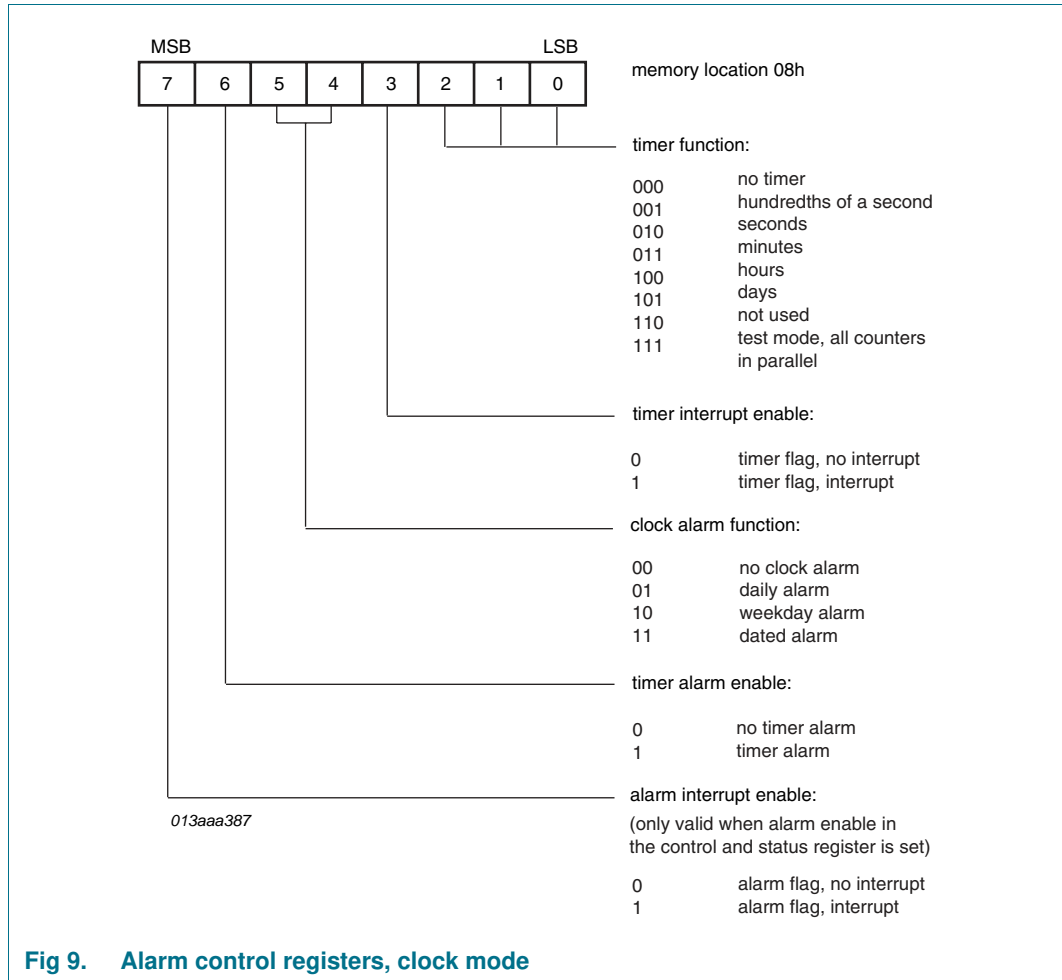 MSB LSB
7 6 5 4 3 2 1 0
memory location 08h
timer function:
000 no timer
001 hundredths of a second
010 seconds
011 minutes
100 hours
101 days
110 not used
111 test mode, all counters
in parallel
timer interrupt enable:
0 timer flag, no interrupt
1 timer flag, interrupt
clock alarm function:
00 no clock alarm
01 daily alarm
10 weekday alarm
11 dated alarm
timer alarm enable:
0 no timer alarm
1 timer alarm
alarm interrupt enable:
(only valid when alarm enable in
the control and status register is set)
0 alarm flag, no interrupt
1 alarm flag, interrupt
013aaa387
Fig 9. Alarm control registers, clock mode